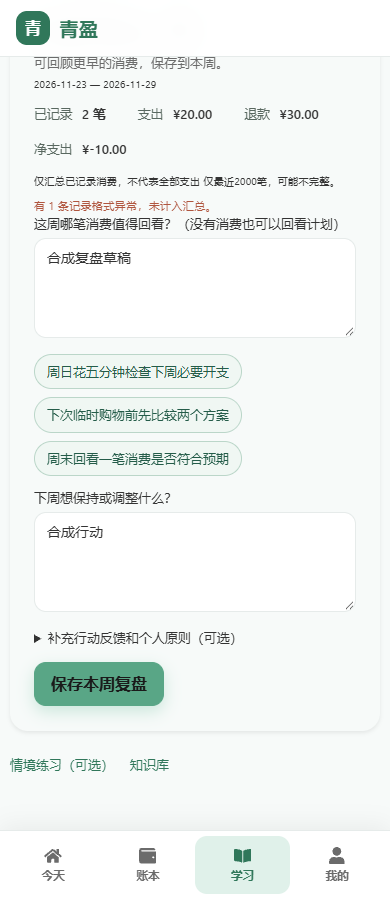 青 青盈
可回顾更早的消费，保存到本周。
2026-11-23 — 2026-11-29
已记录 2 笔 支出 ¥20.00 退款 ¥30.00
净支出 ¥-10.00
仅汇总已记录消费，不代表全部支出 仅最近2000笔，可能不完整。
有 1 条记录格式异常，未计入汇总。
这周哪笔消费值得回看？（没有消费也可以回看计划）
合成复盘草稿
周日花五分钟检查下周必要开支
下次临时购物前先比较两个方案
周末回看一笔消费是否符合预期
下周想保持或调整什么？
合成行动
补充行动反馈和个人原则（可选）
保存本周复盘
情境练习（可选） 知识库
今天 账本 学习 我的